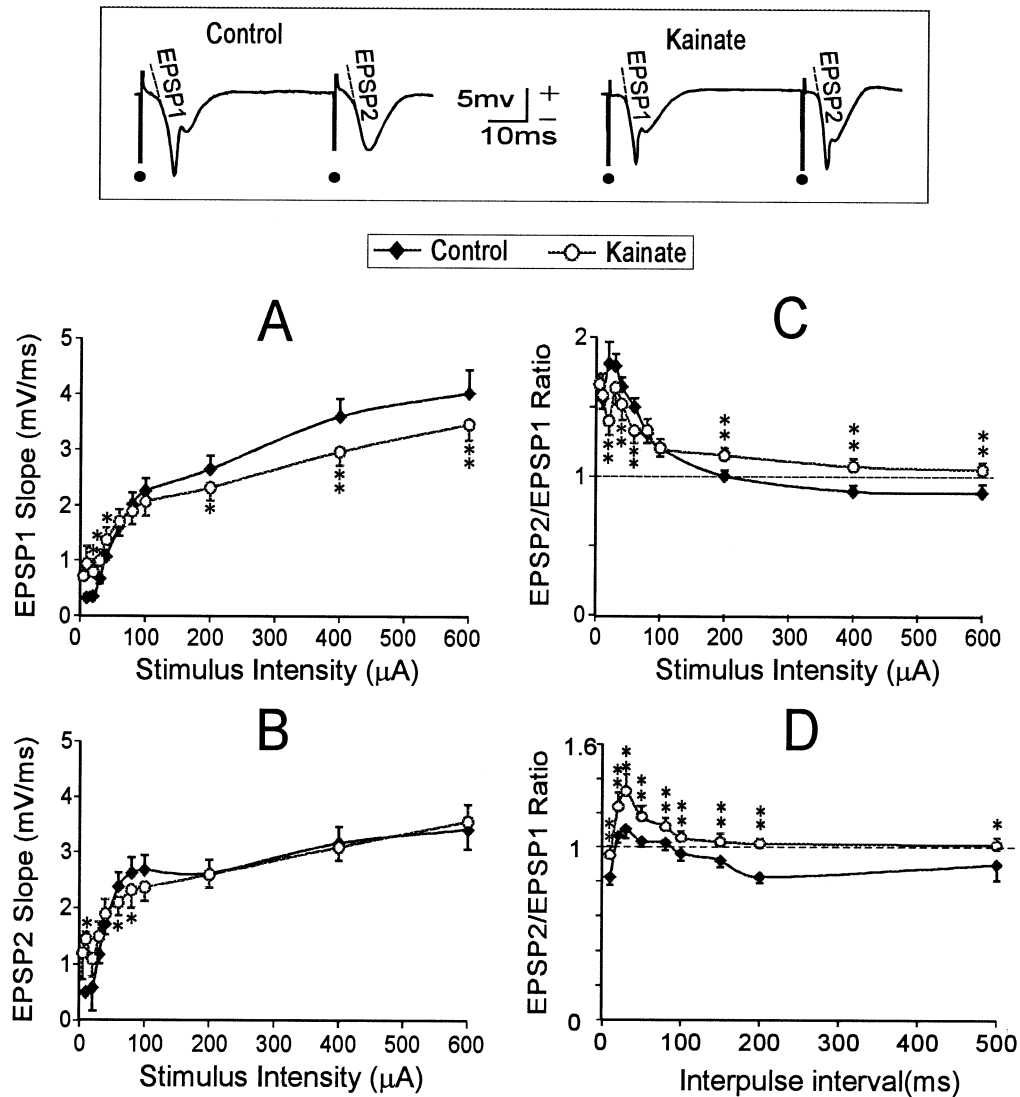 Control
Kainate
EPSP1
EPSP2
5mv
+
−
10ms
EPSP1
EPSP2
Control
Kainate
A
EPSP1 Slope (mV/ms)
5
4
3
2
1
0
0 100 200 300 400 500 600
Stimulus Intensity (μA)
* * *
*
**
**
C
EPSP2/EPSP1 Ratio
2
1
0
0 100 200 300 400 500 600
Stimulus Intensity (μA)
** ** **
** ** **
B
EPSP2 Slope (mV/ms)
5
4
3
2
1
0
0 100 200 300 400 500 600
Stimulus Intensity (μA)
*
* *
D
EPSP2/EPSP1 Ratio
1.6
1
0
0 100 200 300 400 500
Interpulse interval(ms)
** ** ** ** ** ** ** ** *